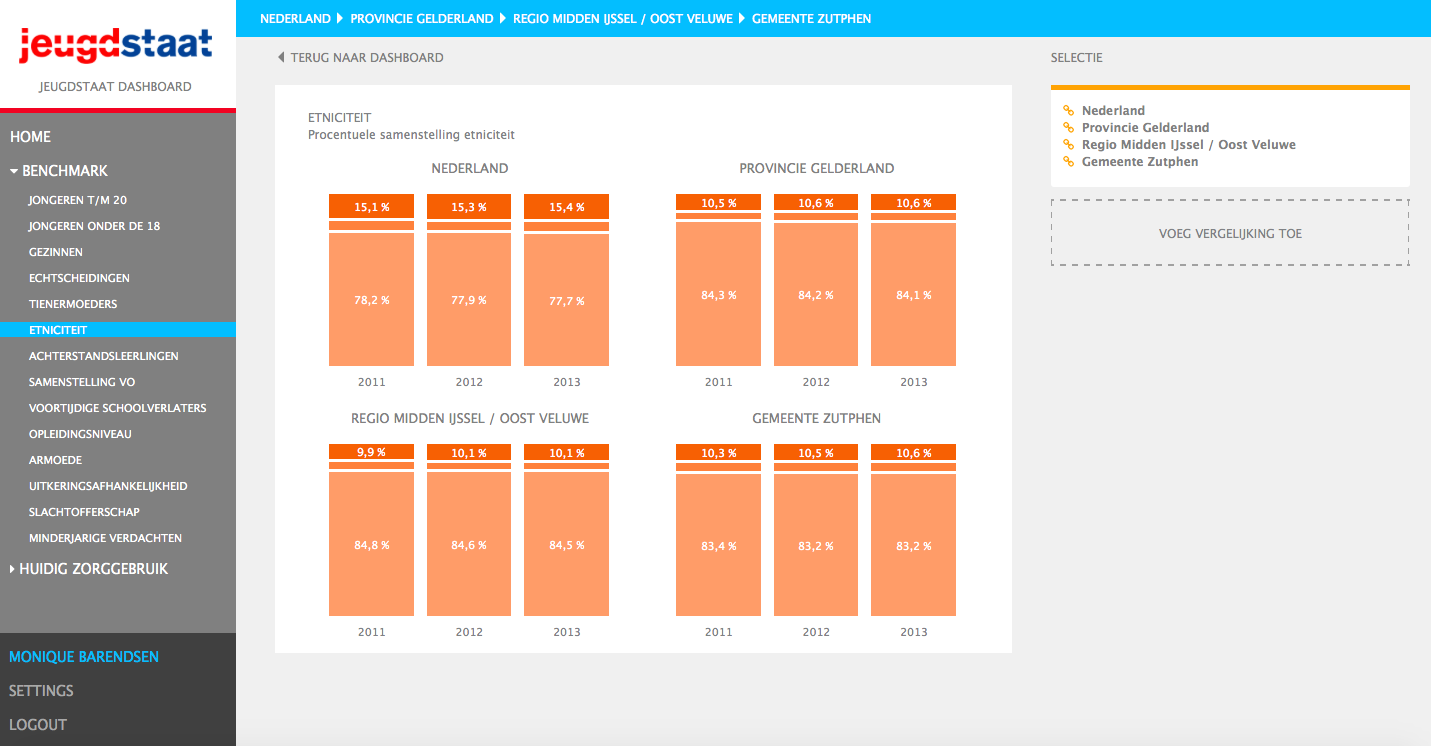 jeugdstaat
JEUGDSTAAT DASHBOARD
HOME
BENCHMARK
JONGEREN T/M 20
JONGEREN ONDER DE 18
GEZINNEN
ECHTSCHEIDINGEN
TIENERMOEDERS
ETNICITEIT
ACHTERSTANDSLEERLINGEN
SAMENSTELLING VO
VOORTIJDIGE SCHOOLVERLATERS
OPLEIDINGSNIVEAU
ARMOEDE
UITKERINGSAFHANKELIJKHEID
SLACHTOFFERSCHAP
MINDERJARIGE VERDACHTEN
HUIDIG ZORGGEBRUIK
MONIQUE BARENDSEN
SETTINGS
LOGOUT
NEDERLAND PROVINCIE GELDERLAND REGIO MIDDEN IJSSEL / OOST VELUWE GEMEENTE ZUTPHEN
TERUG NAAR DASHBOARD
ETNICITEIT
Procentuele samenstelling etniciteit
NEDERLAND
15,1 % 15,3 % 15,4 %
78,2 % 77,9 % 77,7 %
2011 2012 2013
PROVINCIE GELDERLAND
10,5 % 10,6 % 10,6 %
84,3 % 84,2 % 84,1 %
2011 2012 2013
REGIO MIDDEN IJSSEL / OOST VELUWE
9,9 % 10,1 % 10,1 %
84,8 % 84,6 % 84,5 %
2011 2012 2013
GEMEENTE ZUTPHEN
10,3 % 10,5 % 10,6 %
83,4 % 83,2 % 83,2 %
2011 2012 2013
SELECTIE
Nederland
Provincie Gelderland
Regio Midden IJssel / Oost Veluwe
Gemeente Zutphen
VOEG VERGELIJKING TOE